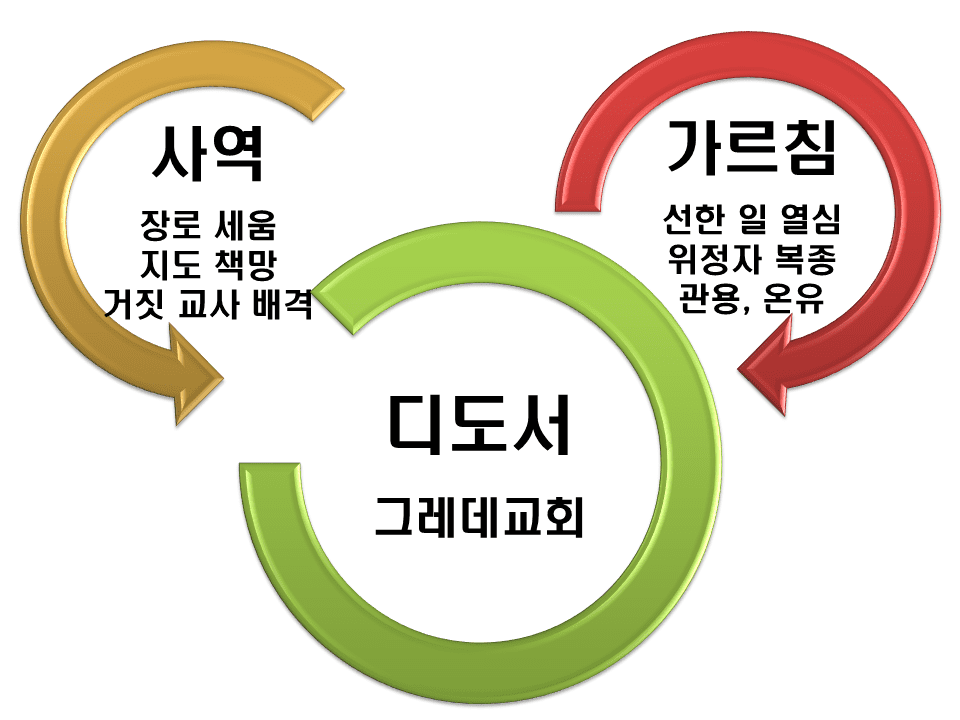 사역
장로 세움
지도 책망
거짓 교사 배격
가르침
선한 일 열심
위정자 복종
관용, 온유
디도서
그레데교회